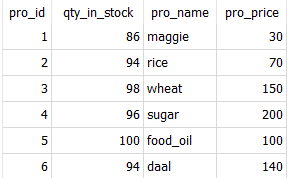 pro_id qty_in_stock pro_name pro_price
1 86 maggie 30
2 94 rice 70
3 98 wheat 150
4 96 sugar 200
5 100 food_oil 100
6 94 daal 140